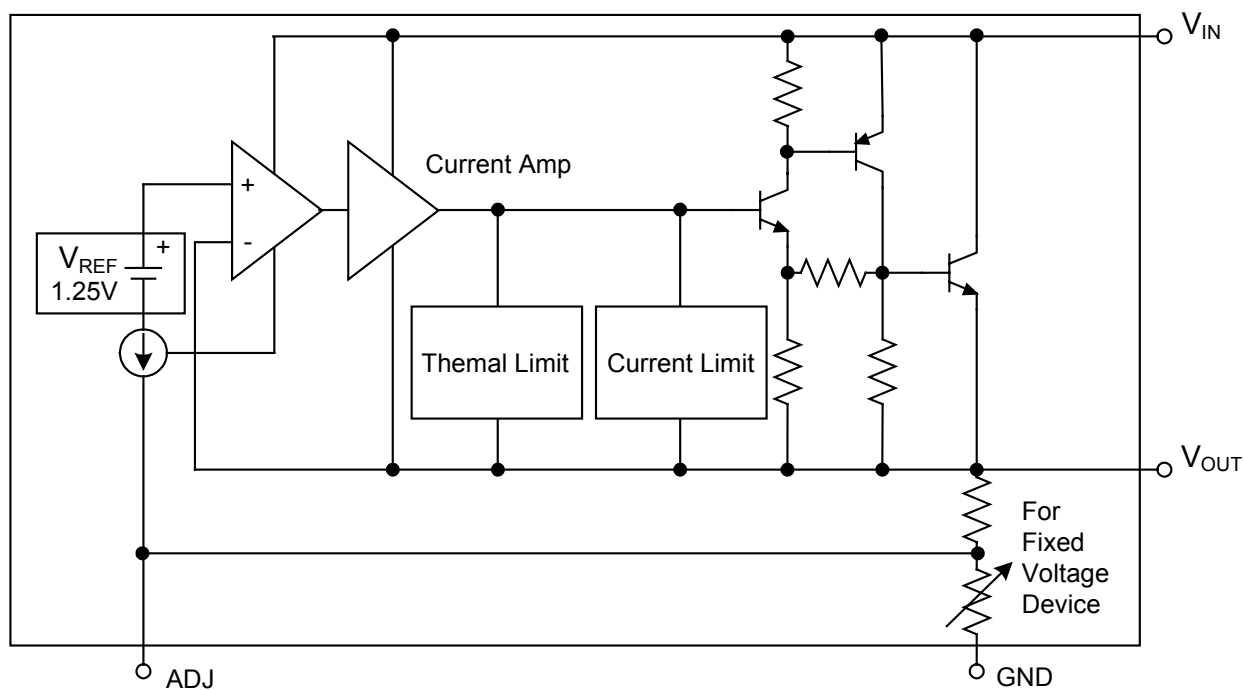 V_IN
Current Amp
+
-
+
V_REF
1.25V
Themal Limit
Current Limit
V_OUT
For
Fixed
Voltage
Device
ADJ
GND